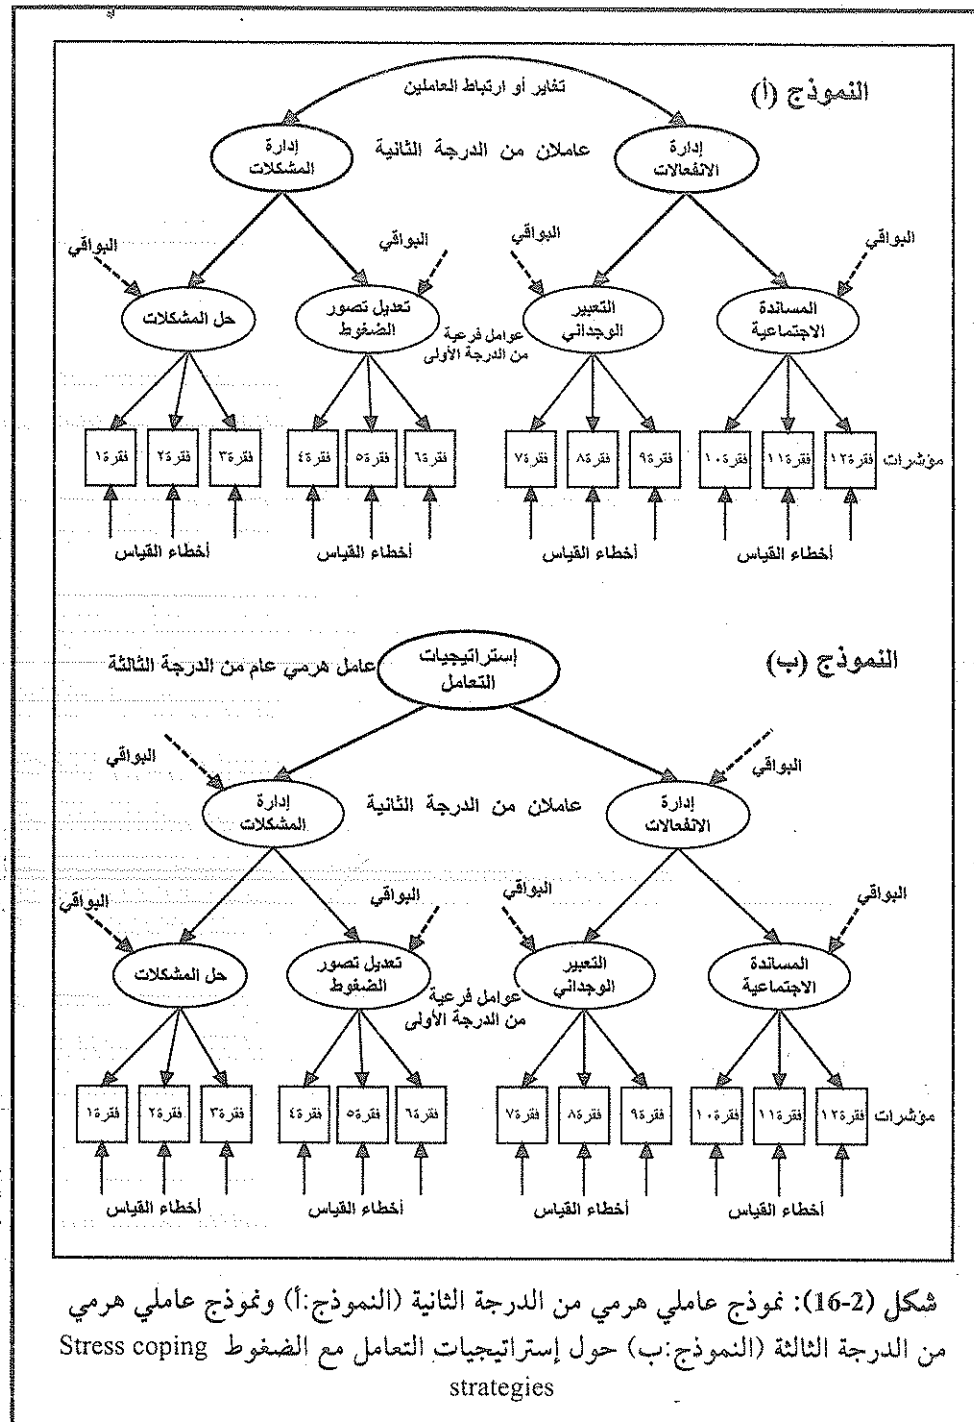 النموذج (أ)
تغاير أو ارتباط العاملين
إدارة
الانفعالات
عاملان من الدرجة الثانية
إدارة
المشكلات
البواقي
البواقي
البواقي
البواقي
المساندة
الاجتماعية
التعبير
الوجداني
عوامل فرعية
من الدرجة الأولى
تعديل تصور
الضغوط
حل المشكلات
مؤشرات
فقرة١٢
فقرة١١
فقرة١٠
فقرة٩
فقرة٨
فقرة٧
فقرة٦
فقرة٥
فقرة٤
فقرة٣
فقرة٢
فقرة١
أخطاء القياس
أخطاء القياس
أخطاء القياس
أخطاء القياس
النموذج (ب)
إستراتيجيات
التعامل
عامل هرمي عام من الدرجة الثالثة
البواقي
البواقي
إدارة
الانفعالات
عاملان من الدرجة الثانية
إدارة
المشكلات
البواقي
البواقي
البواقي
البواقي
المساندة
الاجتماعية
التعبير
الوجداني
عوامل فرعية
من الدرجة الأولى
تعديل تصور
الضغوط
حل المشكلات
مؤشرات
فقرة١٢
فقرة١١
فقرة١٠
فقرة٩
فقرة٨
فقرة٧
فقرة٦
فقرة٥
فقرة٤
فقرة٣
فقرة٢
فقرة١
أخطاء القياس
أخطاء القياس
أخطاء القياس
أخطاء القياس
شكل (2-16): نموذج عاملي هرمي من الدرجة الثانية (النموذج:أ) ونموذج عاملي هرمي
من الدرجة الثالثة (النموذج:ب) حول إستراتيجيات التعامل مع الضغوط Stress coping
strategies